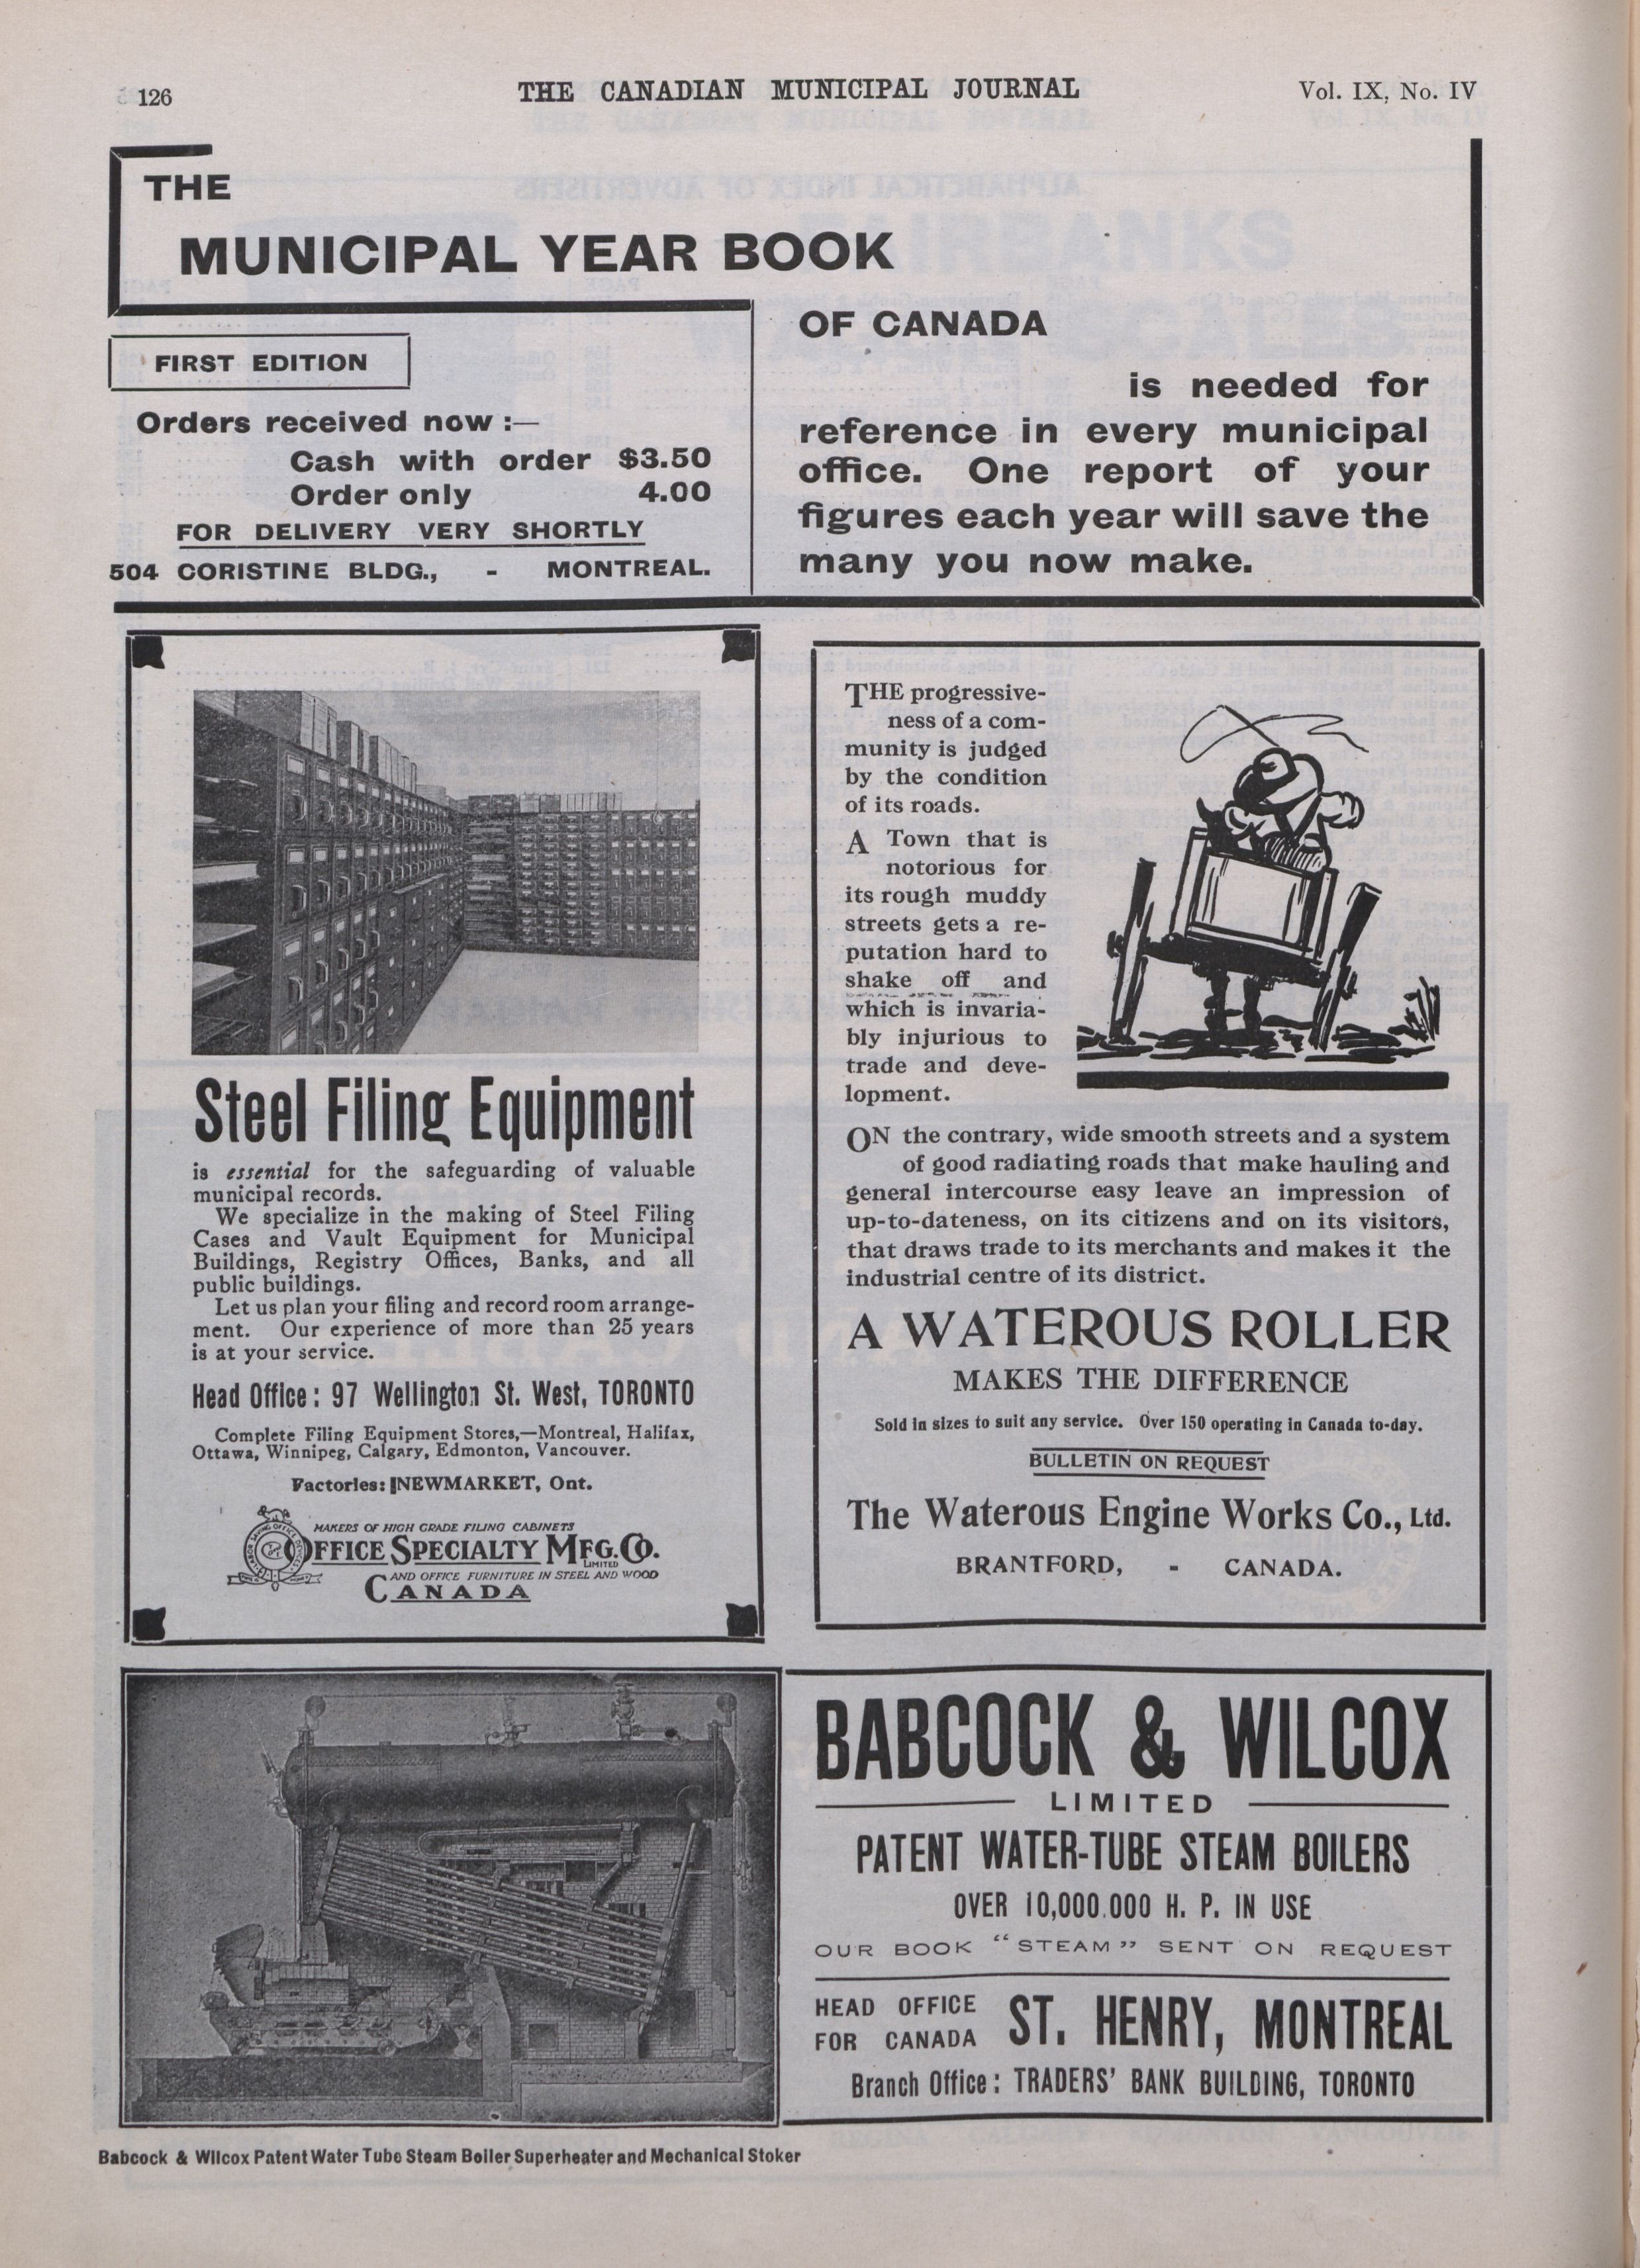 126
THE CANADIAN MUNICIPAL JOURNAL
Vol. IX, No. IV
THE
MUNICIPAL YEAR BOOK
OF CANADA
FIRST EDITION
Orders received now :—
Cash with order $3.50
Order only 4.00
FOR DELIVERY VERY SHORTLY
504 CORISTINE BLDG., - MONTREAL.
is needed for
reference in every municipal
office. One report of your
figures each year will save the
many you now make.
Steel Filing Equipment
is essential for the safeguarding of valuable
municipal records.
We specialize in the making of Steel Filing
Cases and Vault Equipment for Municipal
Buildings, Registry Offices, Banks, and all
public buildings.
Let us plan your filing and record room arrange-
ment. Our experience of more than 25 years
is at your service.
Head Office: 97 Wellington St. West, TORONTO
Complete Filing Equipment Stores,—Montreal, Halifax,
Ottawa, Winnipeg, Calgary, Edmonton, Vancouver.
Factories: NEWMARKET, Ont.
MAKERS OF HIGH GRADE FILING CABINETS
OFFICE SPECIALTY MFG. CO.
LIMITED
AND OFFICE FURNITURE IN STEEL AND WOOD
CANADA
THE progressive-
ness of a com-
munity is judged
by the condition
of its roads.
A Town that is
notorious for
its rough muddy
streets gets a re-
putation hard to
shake off and
which is invaria-
bly injurious to
trade and deve-
lopment.
ON the contrary, wide smooth streets and a system
of good radiating roads that make hauling and
general intercourse easy leave an impression of
up-to-dateness, on its citizens and on its visitors,
that draws trade to its merchants and makes it the
industrial centre of its district.
A WATEROUS ROLLER
MAKES THE DIFFERENCE
Sold in sizes to suit any service. Over 150 operating in Canada to-day.
BULLETIN ON REQUEST
The Waterous Engine Works Co., Ltd.
BRANTFORD, - CANADA.
BABCOCK & WILCOX
LIMITED
PATENT WATER-TUBE STEAM BOILERS
OVER 10,000.000 H. P. IN USE
OUR BOOK "STEAM" SENT ON REQUEST
HEAD OFFICE
FOR CANADA
ST. HENRY, MONTREAL
Branch Office: TRADERS' BANK BUILDING, TORONTO
Babcock & Wilcox Patent Water Tube Steam Boiler Superheater and Mechanical Stoker